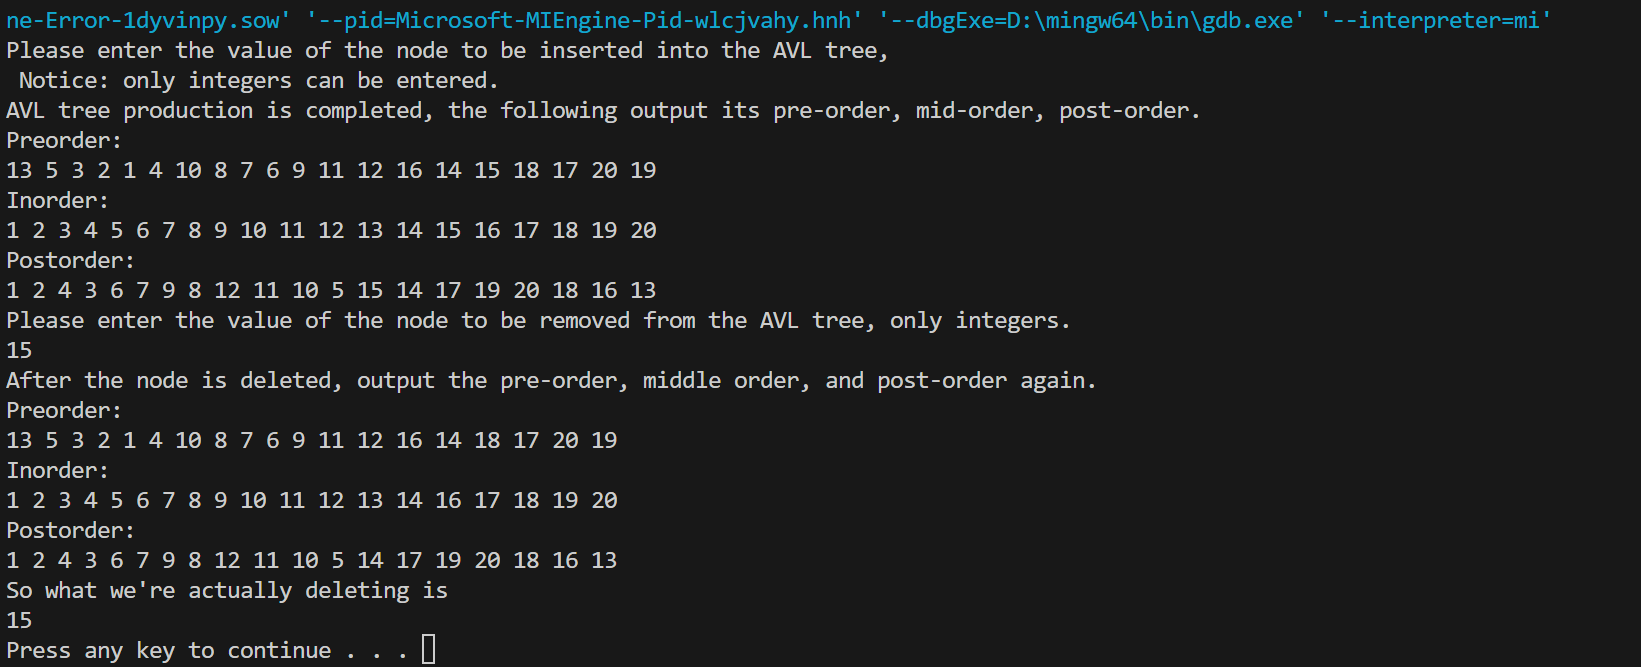 ne-Error-1dyvinpy.sow' '--pid=Microsoft-MIEngine-Pid-wlcjvahy.hnh' '--dbgExe=D:\mingw64\bin\gdb.exe' '--interpreter=mi'
Please enter the value of the node to be inserted into the AVL tree,
 Notice: only integers can be entered.
AVL tree production is completed, the following output its pre-order, mid-order, post-order.
Preorder:
13 5 3 2 1 4 10 8 7 6 9 11 12 16 14 15 18 17 20 19
Inorder:
1 2 3 4 5 6 7 8 9 10 11 12 13 14 15 16 17 18 19 20
Postorder:
1 2 4 3 6 7 9 8 12 11 10 5 15 14 17 19 20 18 16 13
Please enter the value of the node to be removed from the AVL tree, only integers.
15
After the node is deleted, output the pre-order, middle order, and post-order again.
Preorder:
13 5 3 2 1 4 10 8 7 6 9 11 12 16 14 18 17 20 19
Inorder:
1 2 3 4 5 6 7 8 9 10 11 12 13 14 16 17 18 19 20
Postorder:
1 2 4 3 6 7 9 8 12 11 10 5 14 17 19 20 18 16 13
So what we're actually deleting is
15
Press any key to continue . . .